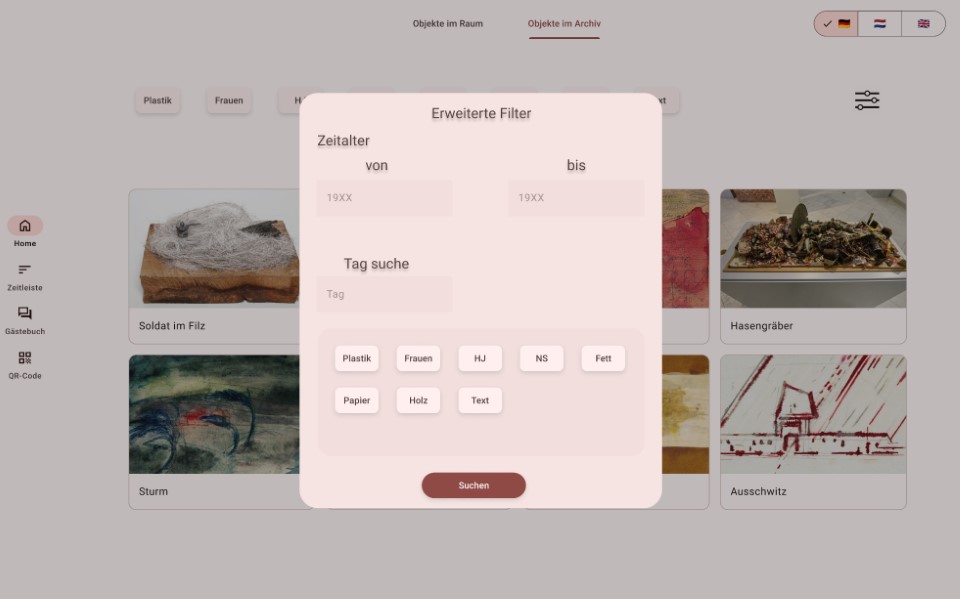 Objekte im Raum
Objekte im Archiv
Plastik
Frauen
Erweiterte Filter
Zeitalter
von
bis
19XX
19XX
Tag suche
Tag
Plastik
Frauen
HJ
NS
Fett
Papier
Holz
Text
Suchen
Home
Zeitleiste
Gästebuch
QR-Code
Soldat im Filz
Hasengräber
Sturm
Ausschwitz